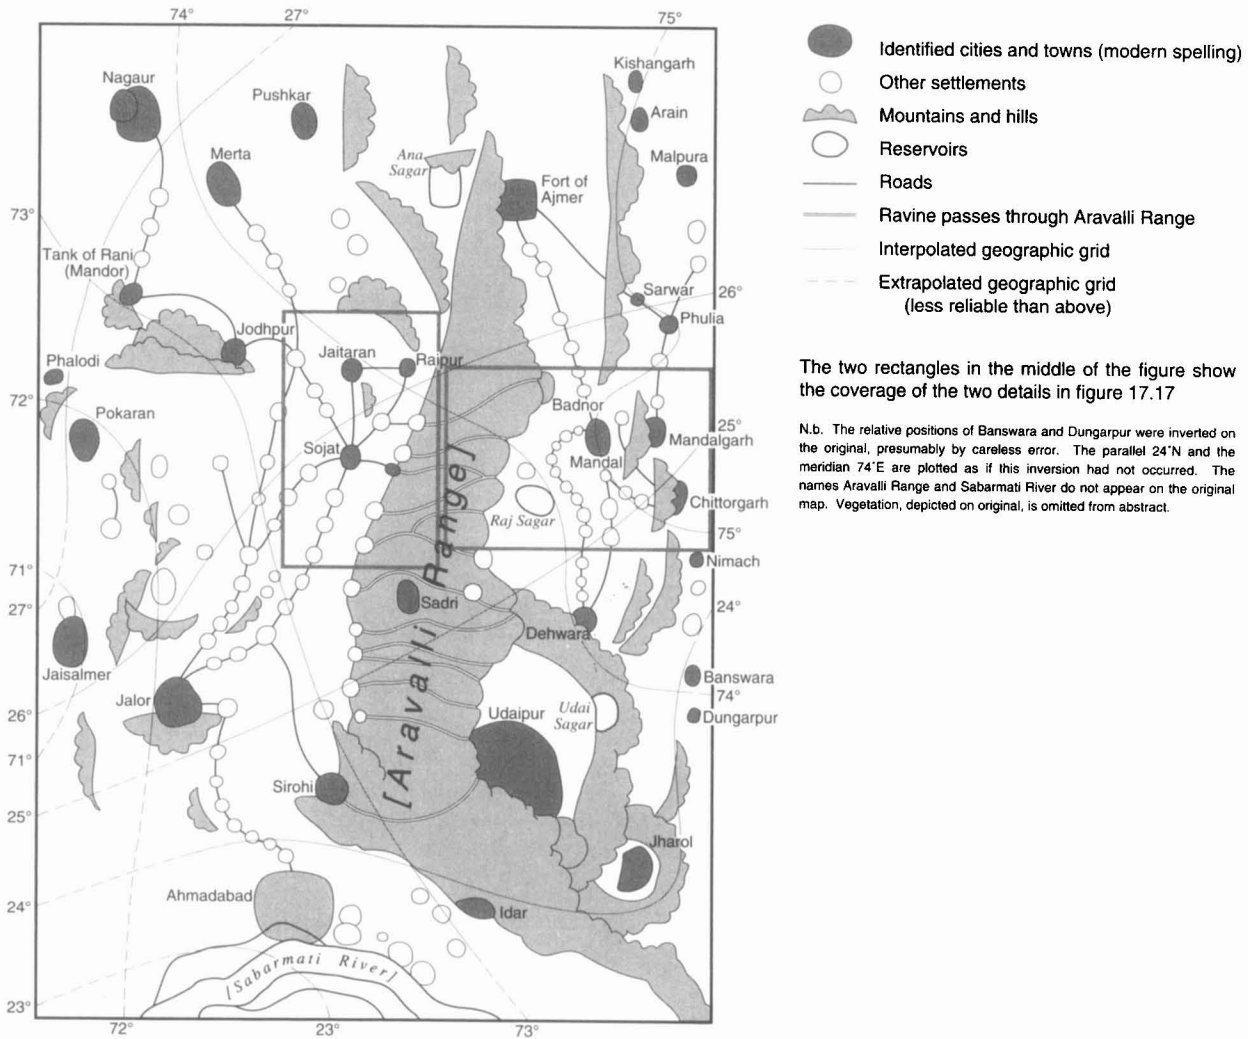 74° 27° 75°
Nagaur
Pushkar
Kishangarh
Arain
Merta
Ana
Sagar
Malpura
Fort of
Ajmer
73°
Tank of Rani
(Mandor)
Sarwar
26°
Phulia
Jodhpur
Jaitaran
Raipur
Phalodi
72°
Pokaran
Badnor
25°
Mandalgarh
Sojat
Mandal
Chittorgarh
Raj Sagar
75°
Nimach
71°
27°
Sadri
24°
Dehwara
Jaisalmer
Banswara
Jalor
74°
Udai
Sagar
Dungarpur
26°
Udaipur
71°
[Aravalli Range]
Sirohi
25°
Jharol
Ahmadabad
24°
Idar
[Sabarmati River]
23°
72° 23° 73°
Identified cities and towns (modern spelling)
Other settlements
Mountains and hills
Reservoirs
Roads
Ravine passes through Aravalli Range
Interpolated geographic grid
Extrapolated geographic grid
(less reliable than above)
The two rectangles in the middle of the figure show
the coverage of the two details in figure 17.17
N.b. The relative positions of Banswara and Dungarpur were inverted on
the original, presumably by careless error. The parallel 24°N and the
meridian 74°E are plotted as if this inversion had not occurred. The
names Aravalli Range and Sabarmati River do not appear on the original
map. Vegetation, depicted on original, is omitted from abstract.